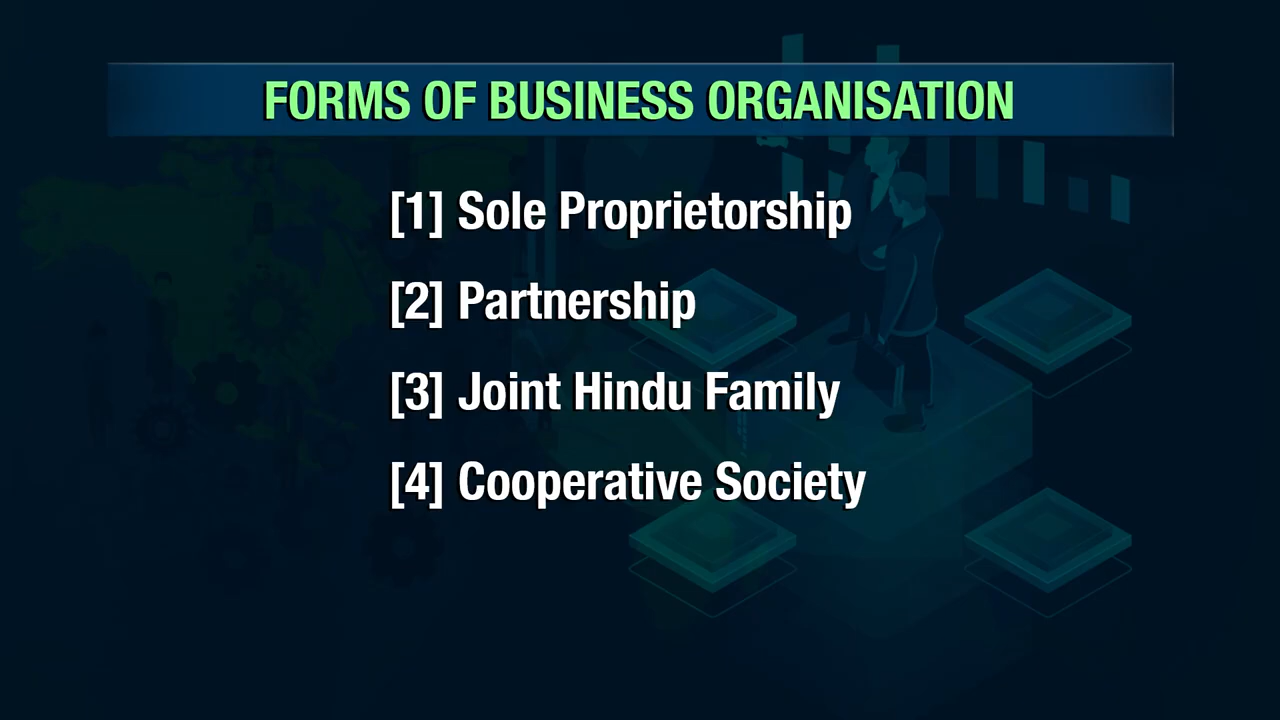 FORMS OF BUSINESS ORGANISATION
[1] Sole Proprietorship
[2] Partnership
[3] Joint Hindu Family
[4] Cooperative Society